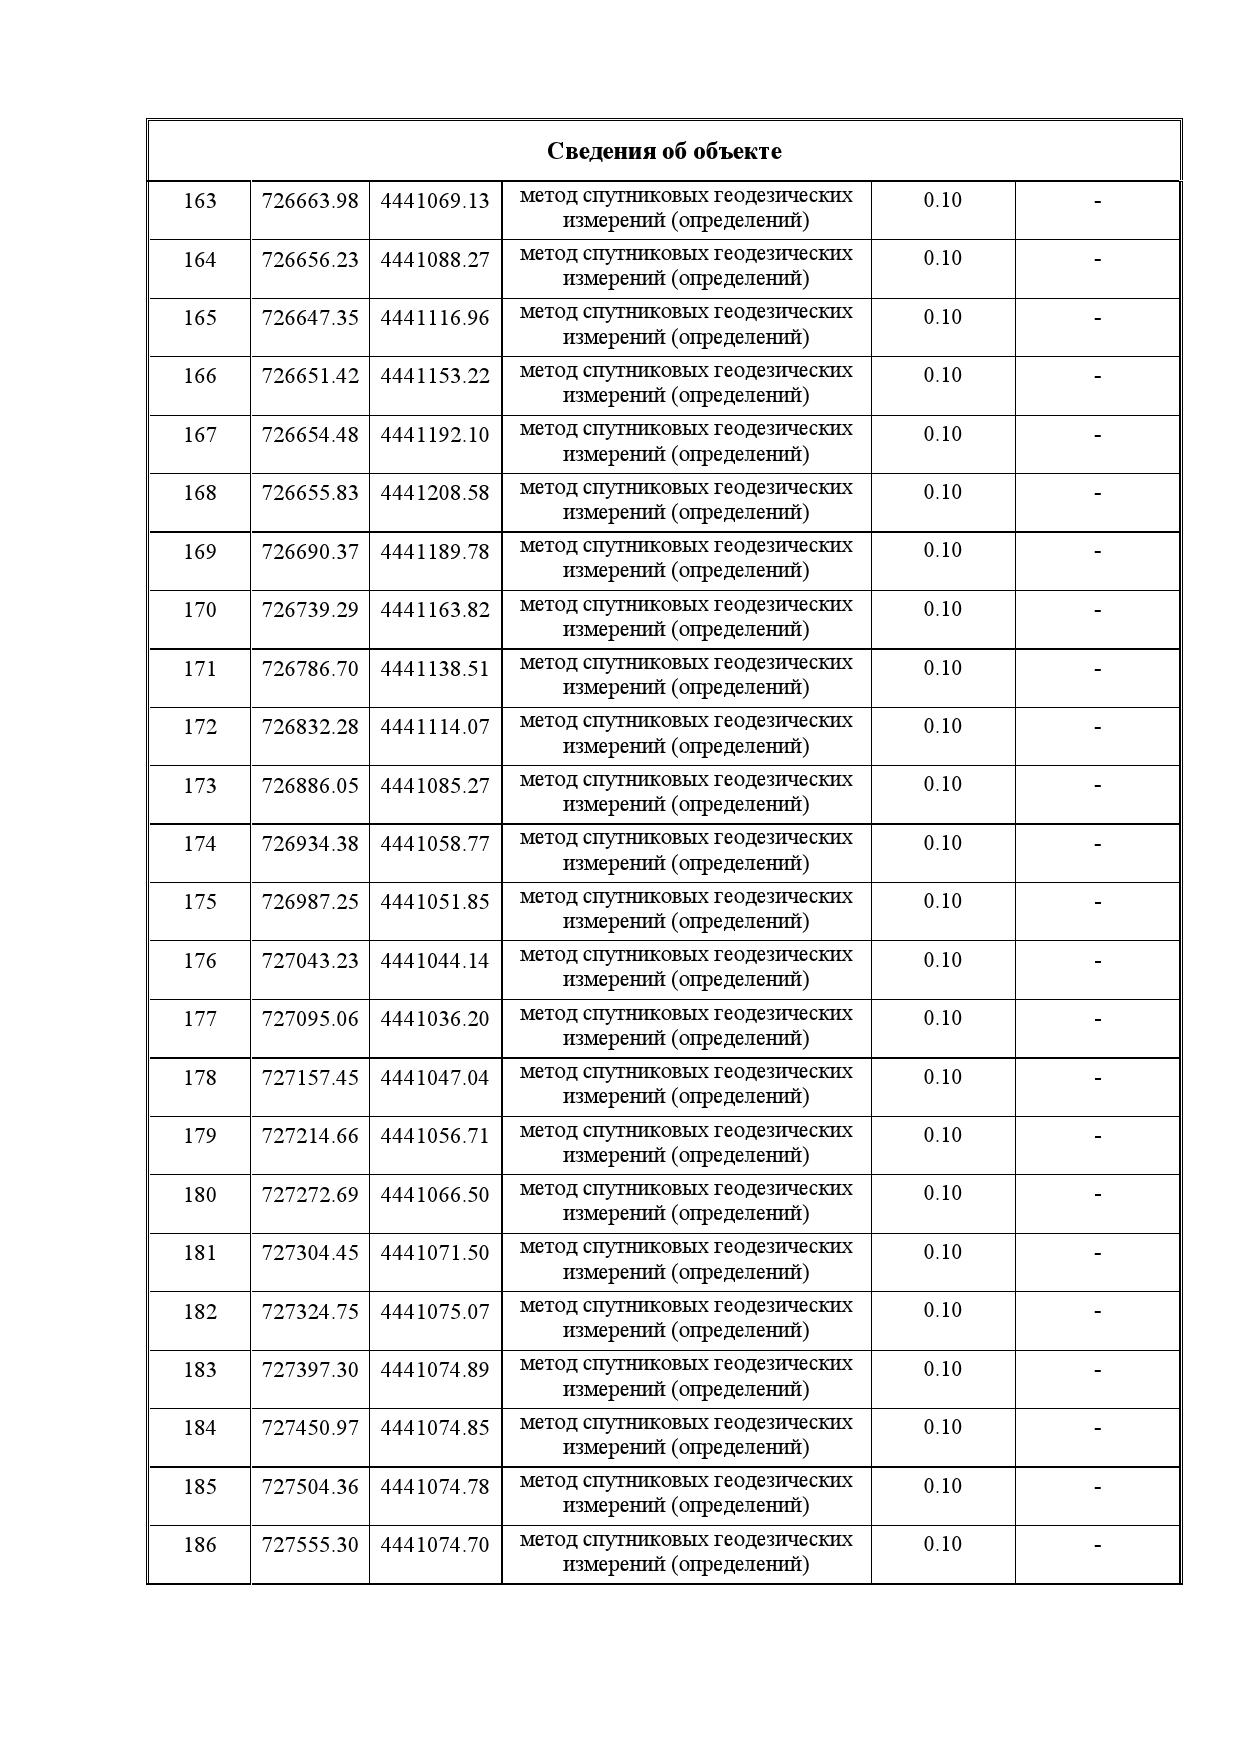 Сведения об объекте
163 726663.98 4441069.13 метод спутниковых геодезических измерений (определений) 0.10 -
164 726656.23 4441088.27 метод спутниковых геодезических измерений (определений) 0.10 -
165 726647.35 4441116.96 метод спутниковых геодезических измерений (определений) 0.10 -
166 726651.42 4441153.22 метод спутниковых геодезических измерений (определений) 0.10 -
167 726654.48 4441192.10 метод спутниковых геодезических измерений (определений) 0.10 -
168 726655.83 4441208.58 метод спутниковых геодезических измерений (определений) 0.10 -
169 726690.37 4441189.78 метод спутниковых геодезических измерений (определений) 0.10 -
170 726739.29 4441163.82 метод спутниковых геодезических измерений (определений) 0.10 -
171 726786.70 4441138.51 метод спутниковых геодезических измерений (определений) 0.10 -
172 726832.28 4441114.07 метод спутниковых геодезических измерений (определений) 0.10 -
173 726886.05 4441085.27 метод спутниковых геодезических измерений (определений) 0.10 -
174 726934.38 4441058.77 метод спутниковых геодезических измерений (определений) 0.10 -
175 726987.25 4441051.85 метод спутниковых геодезических измерений (определений) 0.10 -
176 727043.23 4441044.14 метод спутниковых геодезических измерений (определений) 0.10 -
177 727095.06 4441036.20 метод спутниковых геодезических измерений (определений) 0.10 -
178 727157.45 4441047.04 метод спутниковых геодезических измерений (определений) 0.10 -
179 727214.66 4441056.71 метод спутниковых геодезических измерений (определений) 0.10 -
180 727272.69 4441066.50 метод спутниковых геодезических измерений (определений) 0.10 -
181 727304.45 4441071.50 метод спутниковых геодезических измерений (определений) 0.10 -
182 727324.75 4441075.07 метод спутниковых геодезических измерений (определений) 0.10 -
183 727397.30 4441074.89 метод спутниковых геодезических измерений (определений) 0.10 -
184 727450.97 4441074.85 метод спутниковых геодезических измерений (определений) 0.10 -
185 727504.36 4441074.78 метод спутниковых геодезических измерений (определений) 0.10 -
186 727555.30 4441074.70 метод спутниковых геодезических измерений (определений) 0.10 -